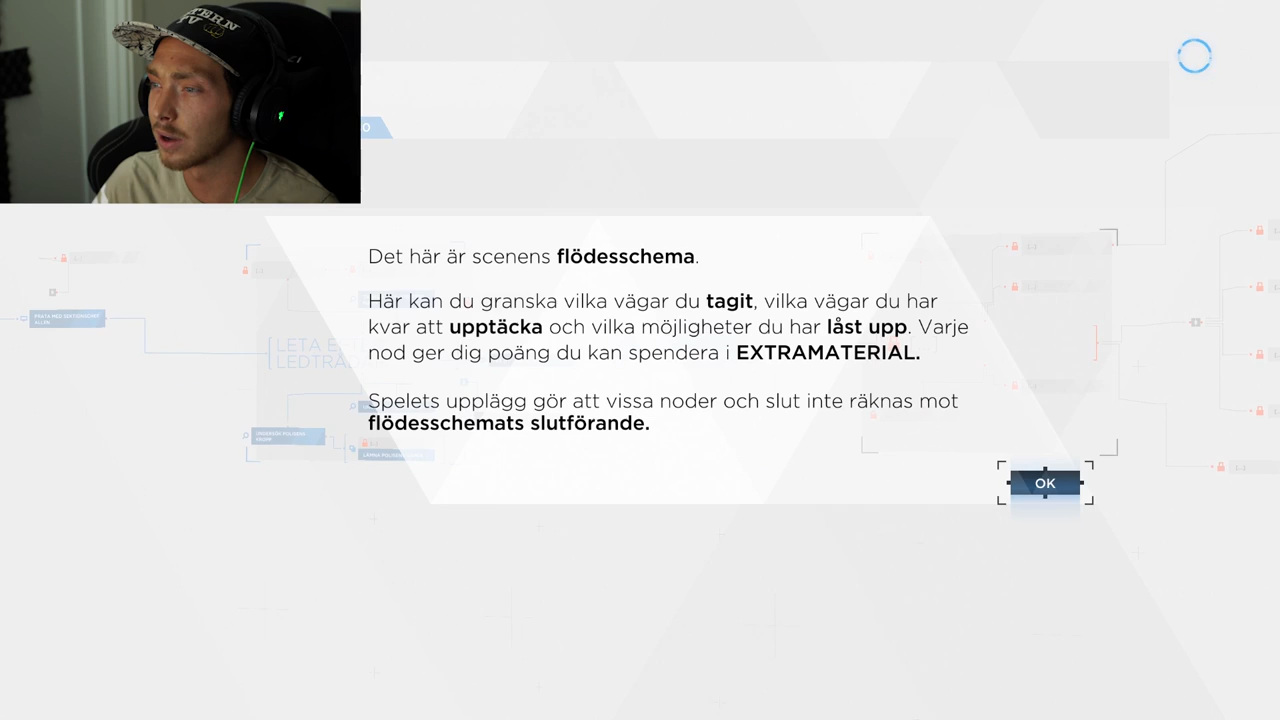 Det här är scenens flödesschema.
Här kan du granska vilka vägar du tagit, vilka vägar du har
kvar att upptäcka och vilka möjligheter du har låst upp. Varje
nod ger dig poäng du kan spendera i EXTRAMATERIAL.
Spelets upplägg gör att vissa noder och slut inte räknas mot
flödesschemats slutförande.
OK